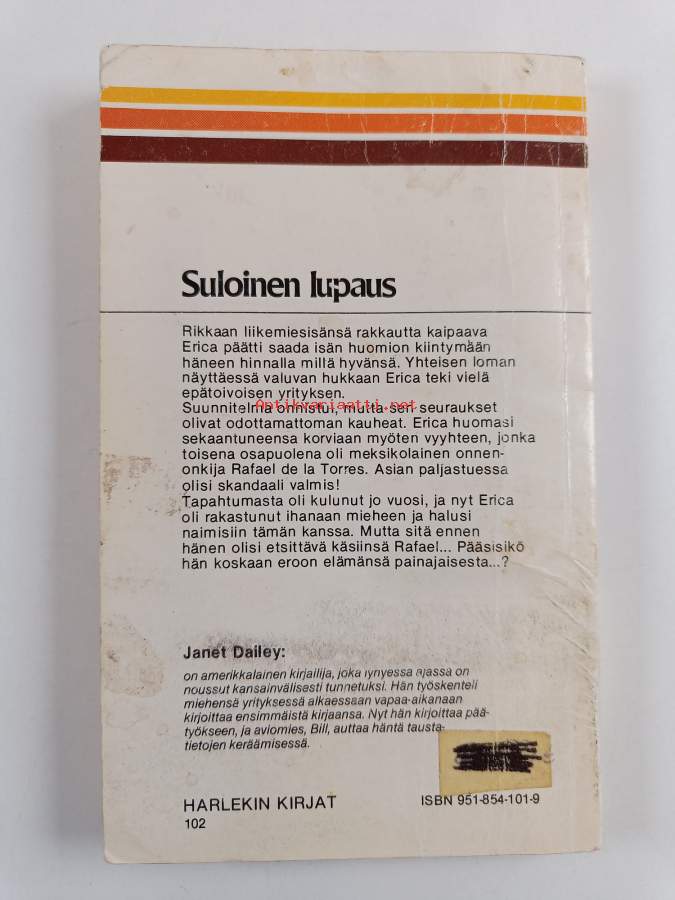 Suloinen lupaus
Rikkaan liikemiesisänsä rakkautta kaipaava
Erica päätti saada isän huomion kiintymään
häneen hinnalla millä hyvänsä. Yhteisen loman
näyttäessä valuvan hukkaan Erica teki vielä
epätoivoisen yrityksen.
Antikvariaatti.net
Suunnitelma onnistui, mutta sen seuraukset
olivat odottamattoman kauheat. Erica huomasi
sekaantuneensa korviaan myöten vyyhteen, jonka
toisena osapuolena oli meksikolainen onnen-
onkija Rafael de la Torres. Asian paljastuessa
olisi skandaali valmis!
Tapahtumasta oli kulunut jo vuosi, ja nyt Erica
oli rakastunut ihanaan mieheen ja halusi
naimisiin tämän kanssa. Mutta sitä ennen
hänen olisi etsittävä käsiinsä Rafael... Pääsisikö
hän koskaan eroon elämänsä painajaisesta...?
Janet Dailey:
on amerikkalainen kirjailija, joka lyhyessä ajassa on
noussut kansainvälisesti tunnetuksi. Hän työskenteli
miehensä yrityksessä alkaessaan vapaa-aikanaan
kirjoittaa ensimmäistä kirjaansa. Nyt hän kirjoittaa pää-
työkseen, ja aviomies, Bill, auttaa häntä tausta-
tietojen keräämisessä.
HARLEKIN KIRJAT
ISBN 951-854-101-9
102